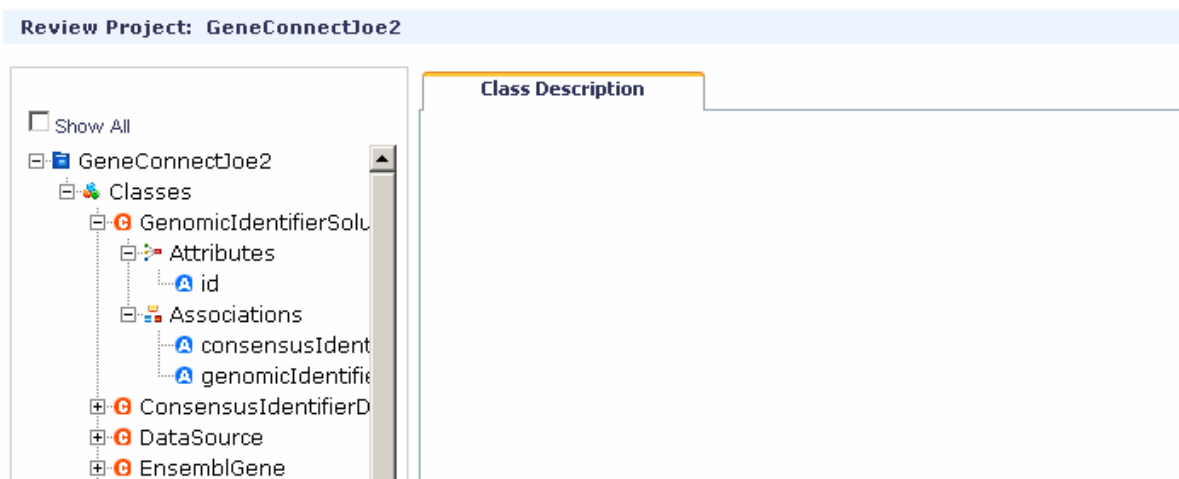 Review Project: GeneConnectJoe2
Class Description
Show All
GeneConnectJoe2
Classes
GenomicIdentifierSolu
Attributes
id
Associations
consensusIdent
genomicIdentifie
ConsensusIdentifierD
DataSource
EnsemblGene